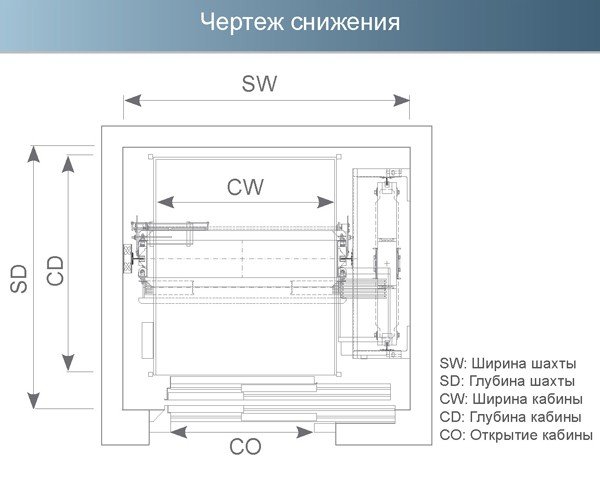 Чертеж снижения
SW
CW
SD
CD
SW: Ширина шахты
SD: Глубина шахты
CW: Ширина кабины
CD: Глубина кабины
CO: Открытие кабины
CO